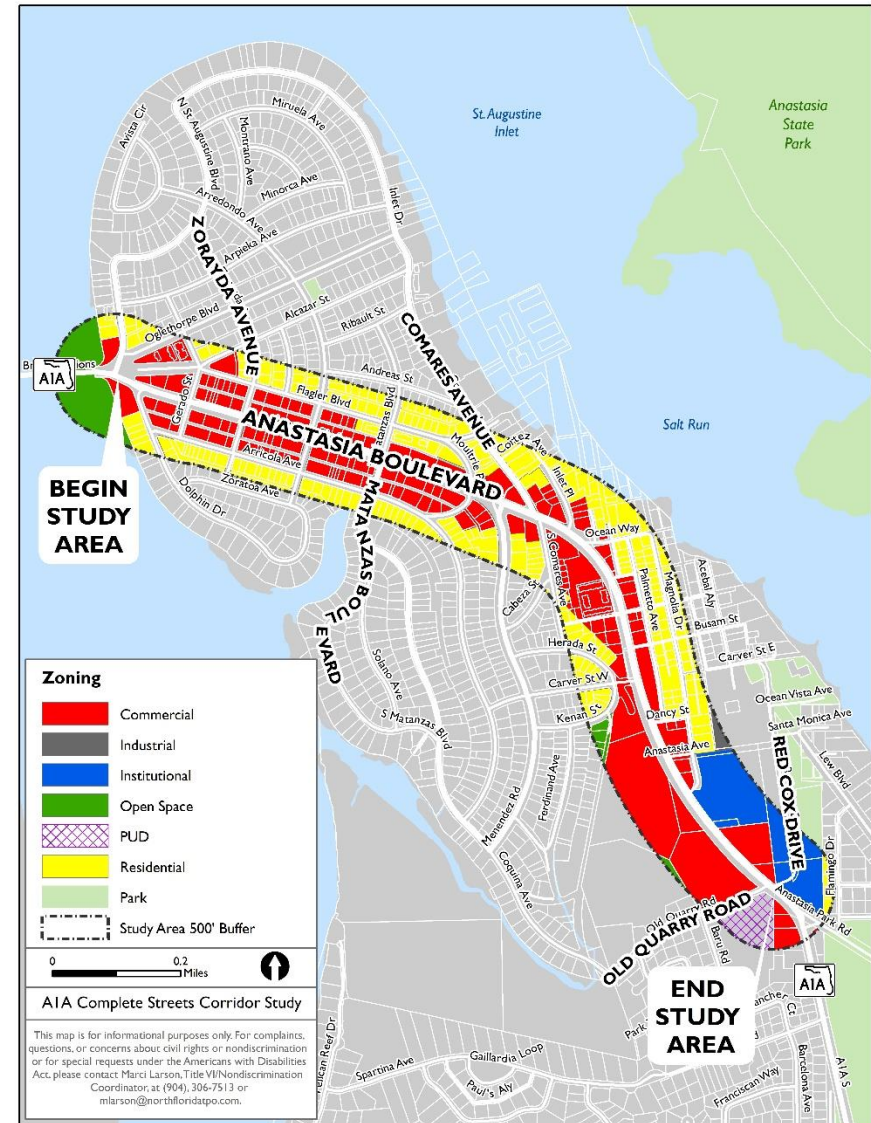 St. Augustine
Inlet
Anastasia
State
Park
Salt Run
Avista Cir
N St. Augustine Blvd
Miruela Ave
Montrano Ave
Minorca Ave
Arredondo Ave
Arpieka Ave
Inlet Dr
ZORAYDA AVENUE
da
Oglethorpe Blvd
Alcazar St
Ribault St
COMARES AVENUE
Andreas St
A1A
Gerado St
Flagler Blvd
ANASTASIA BOULEVARD
Matanzas Blvd
Cortez Ave
Inlet Pl
Arricola Ave
Zoratoa Ave
Dolphin Dr
BEGIN
STUDY
AREA
MATANZAS BOUL
EVARD
Ocean Way
S Comares Ave
Cabeza St
Palmetto Ave
Magnolia Dr
Acebal Aly
Busam St
Carver St E
Herada St
Carver St W
Kenan St
Dancy St
Anastasia Ave
Ocean Vista Ave
Santa Monica Ave
Lew Blvd
RED COX DRIVE
Flamingo Dr
Solano Ave
S Matanzas Blvd
Menendez Rd
Ferdinand Ave
Coquina Ave
Old Quarry Rd
OLD QUARRY ROAD
Baru Rd
Anastasia Park Rd
END
STUDY
AREA
A1A
A1A S
Barcelona Ave
Franciscan Way
Gaillardia Loop
Paul's Aly
Spartina Ave
Pelican Reef Dr
Zoning
Commercial
Industrial
Institutional
Open Space
PUD
Residential
Park
Study Area 500' Buffer
0 0.2
Miles
A1A Complete Streets Corridor Study
This map is for informational purposes only. For complaints,
questions, or concerns about civil rights or nondiscrimination
or for special requests under the Americans with Disabilities
Act, please contact Marci Larson, Title VI/Nondiscrimination
Coordinator, at (904), 306-7513 or
mlarson@northfloridatpo.com.